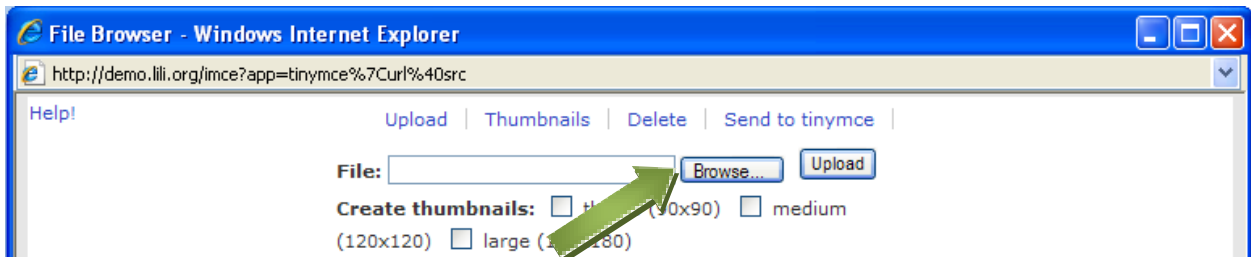 File Browser - Windows Internet Explorer
http://demo.lili.org/imce?app=tinymce%7Curl%40src
Help!
Upload | Thumbnails | Delete | Send to tinymce |
File: Browse... Upload
Create thumbnails: (90x90) medium
(120x120) large